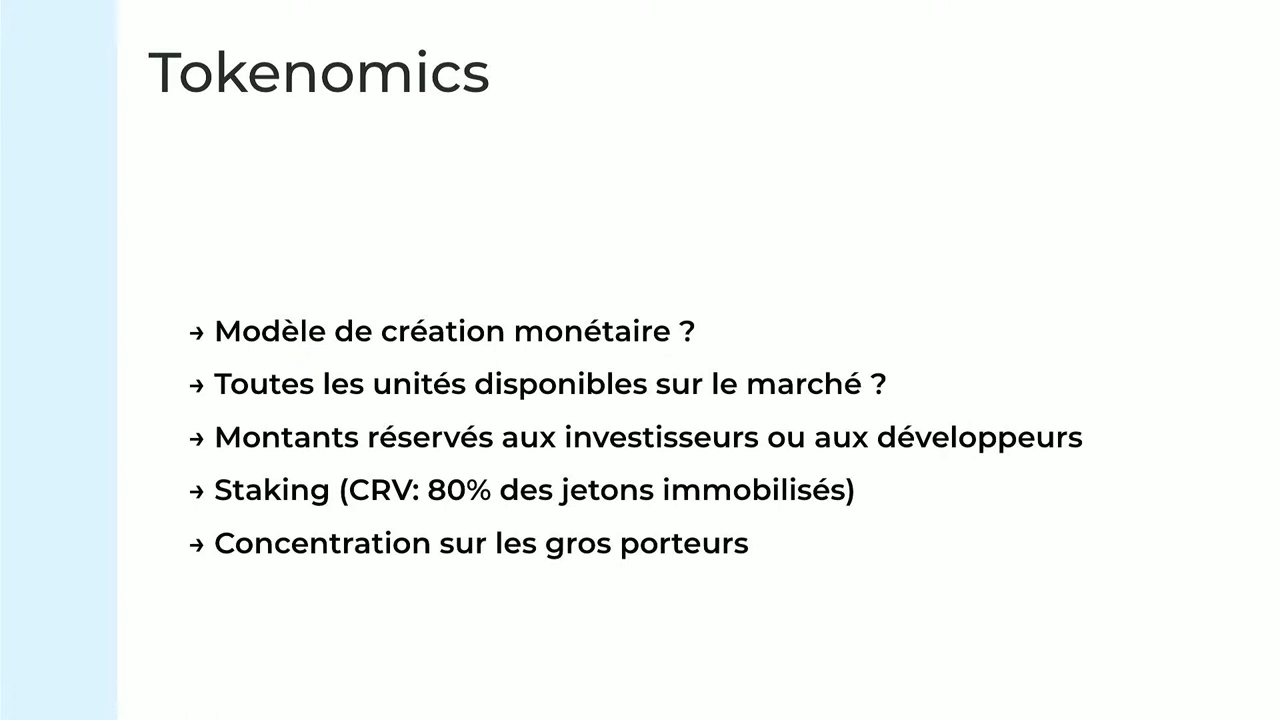 Tokenomics
→ Modèle de création monétaire ?
→ Toutes les unités disponibles sur le marché ?
→ Montants réservés aux investisseurs ou aux développeurs
→ Staking (CRV: 80% des jetons immobilisés)
→ Concentration sur les gros porteurs